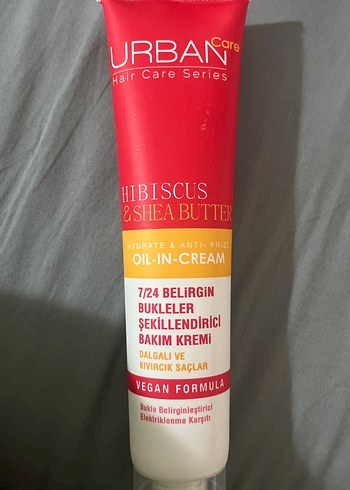 URBAN Care
Hair Care Series
HIBISCUS
& SHEA BUTTER
HYDRATE & ANTI-FRIZZ
OIL-IN-CREAM
7/24 BELİRGİN
BUKLELER
ŞEKİLLENDİRİCİ
BAKIM KREMİ
DALGALI VE
KIVIRCIK SAÇLAR
VEGAN FORMULA
Bukle Belirginleştirici
Elektriklenme Karşıtı